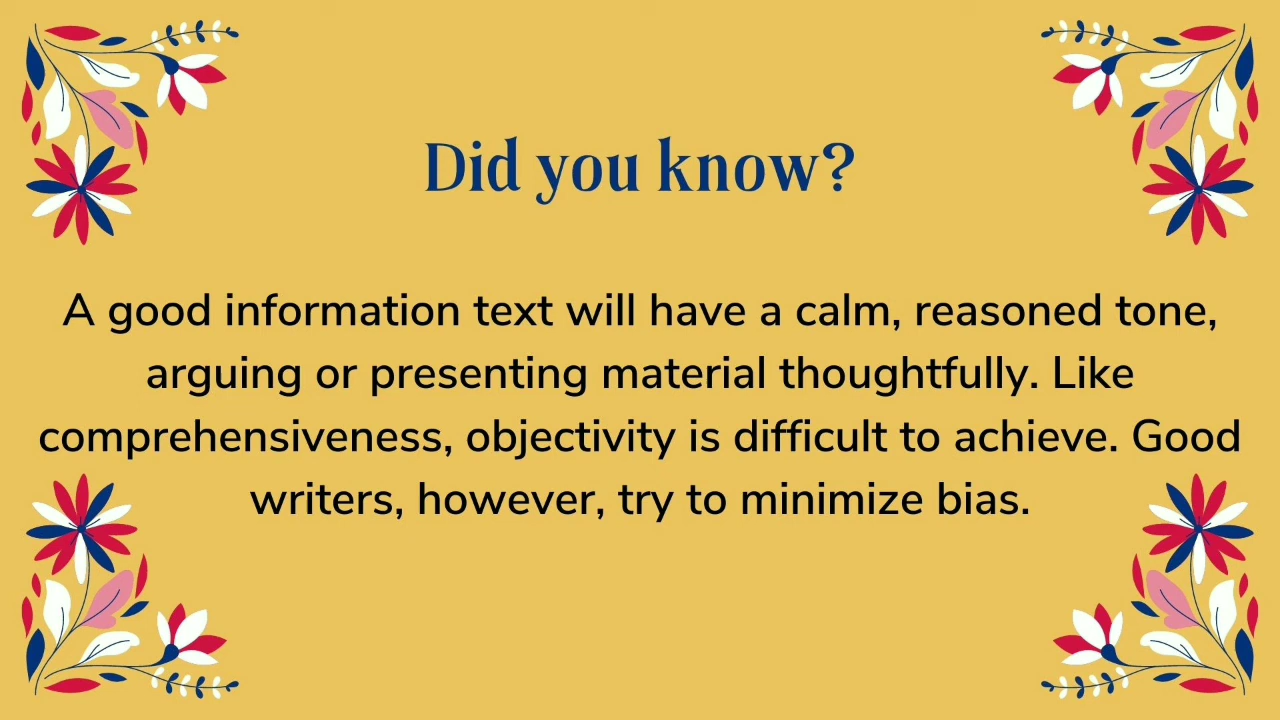 Did you know?
A good information text will have a calm, reasoned tone,
arguing or presenting material thoughtfully. Like
comprehensiveness, objectivity is difficult to achieve. Good
writers, however, try to minimize bias.